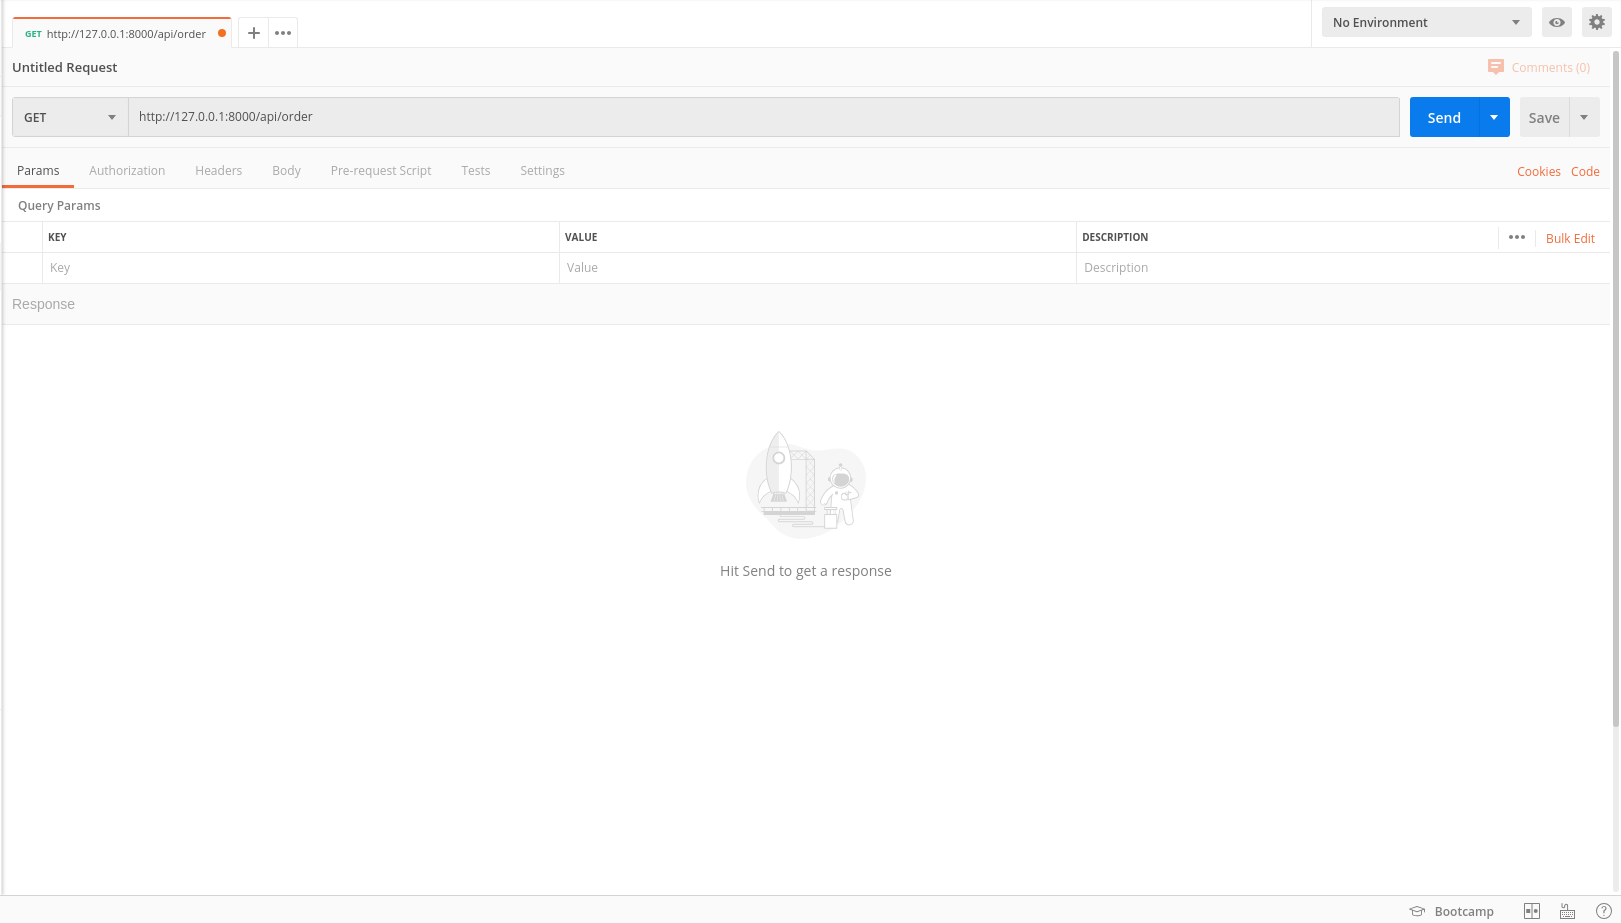 GET http://127.0.0.1:8000/api/order
No Environment
Untitled Request
Comments (0)
GET http://127.0.0.1:8000/api/order Send Save
Params Authorization Headers Body Pre-request Script Tests Settings Cookies Code
Query Params
KEY VALUE DESCRIPTION Bulk Edit
Key Value Description
Response
Hit Send to get a response
Bootcamp